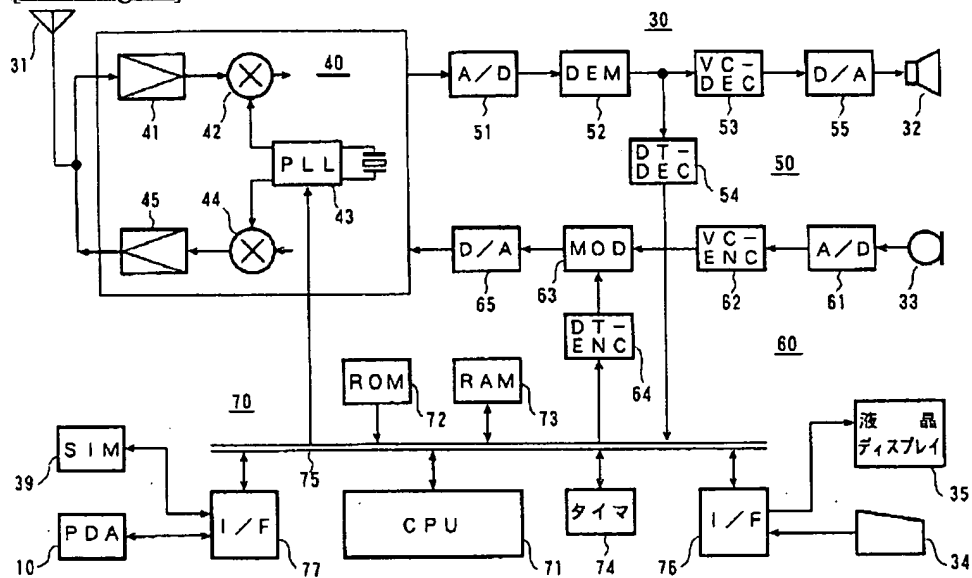 31
30
40
A/D
DEM
VC-
DEC
D/A
41
42
51
52
53
55
32
PLL
43
DT-
DEC
54
50
45
44
D/A
MOD
VC-
ENC
A/D
65
63
62
61
33
DT-
ENC
64
60
70
ROM
72
RAM
73
SIM
39
75
液晶
ディスプレイ
35
PDA
10
I/F
77
CPU
71
タイマ
74
I/F
76
34